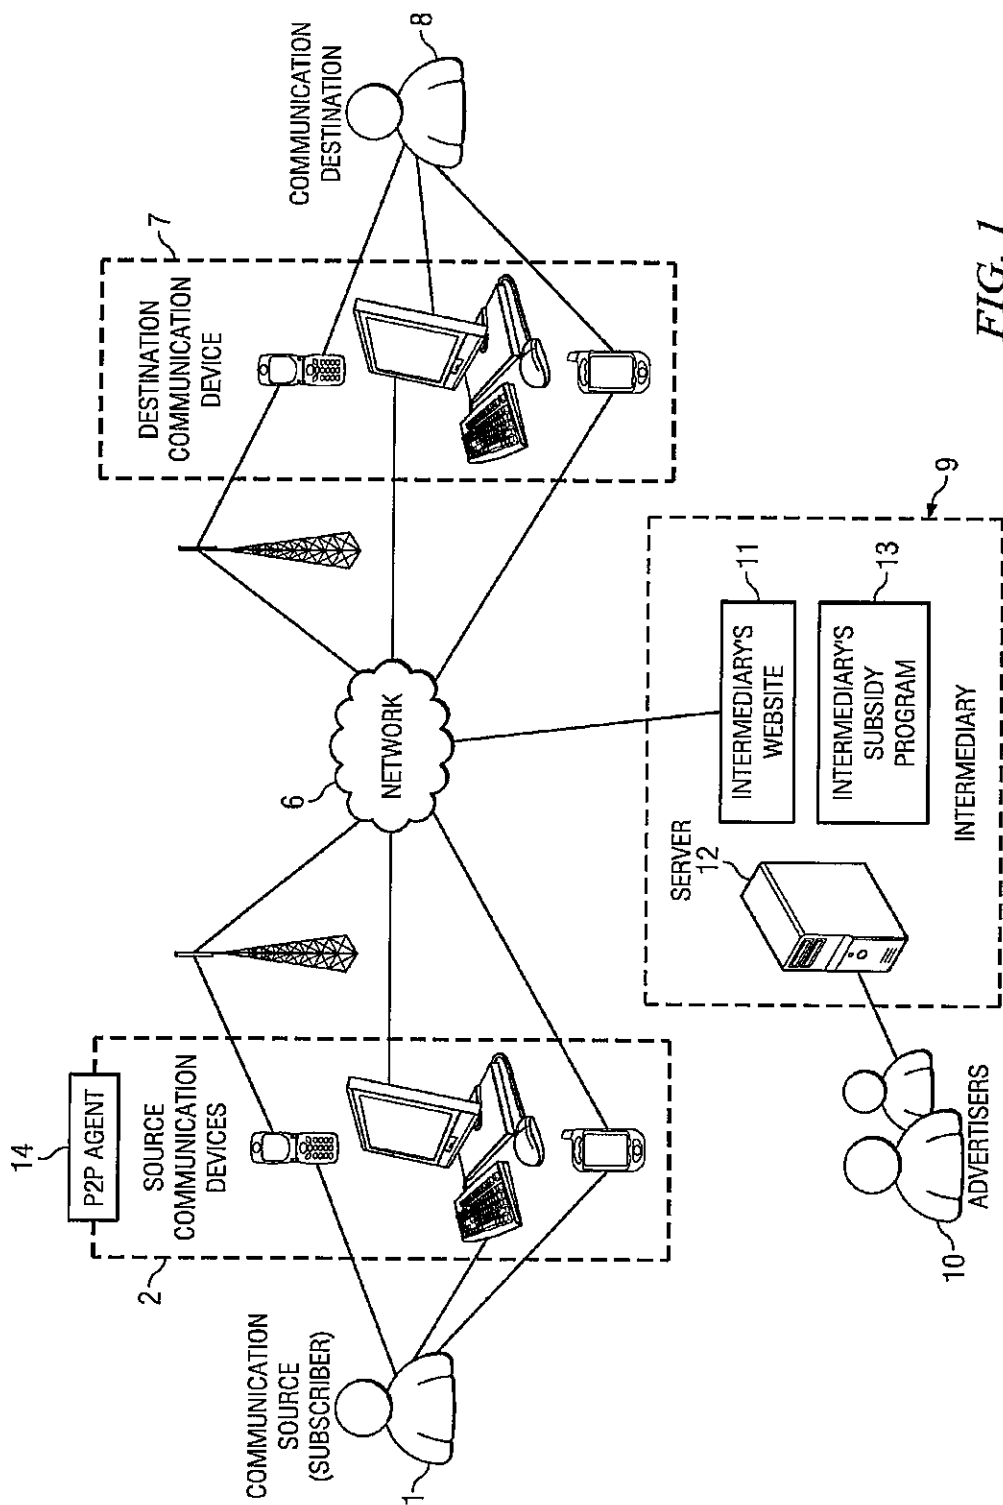 14
P2P AGENT
2
SOURCE
COMMUNICATION
DEVICES
COMMUNICATION
SOURCE
(SUBSCRIBER)
1
6
NETWORK
DESTINATION
COMMUNICATION
DEVICE
7
COMMUNICATION
DESTINATION
8
10
ADVERTISERS
SERVER
12
INTERMEDIARY'S
WEBSITE
11
INTERMEDIARY'S
SUBSIDY
PROGRAM
13
INTERMEDIARY
9
FIG. 1